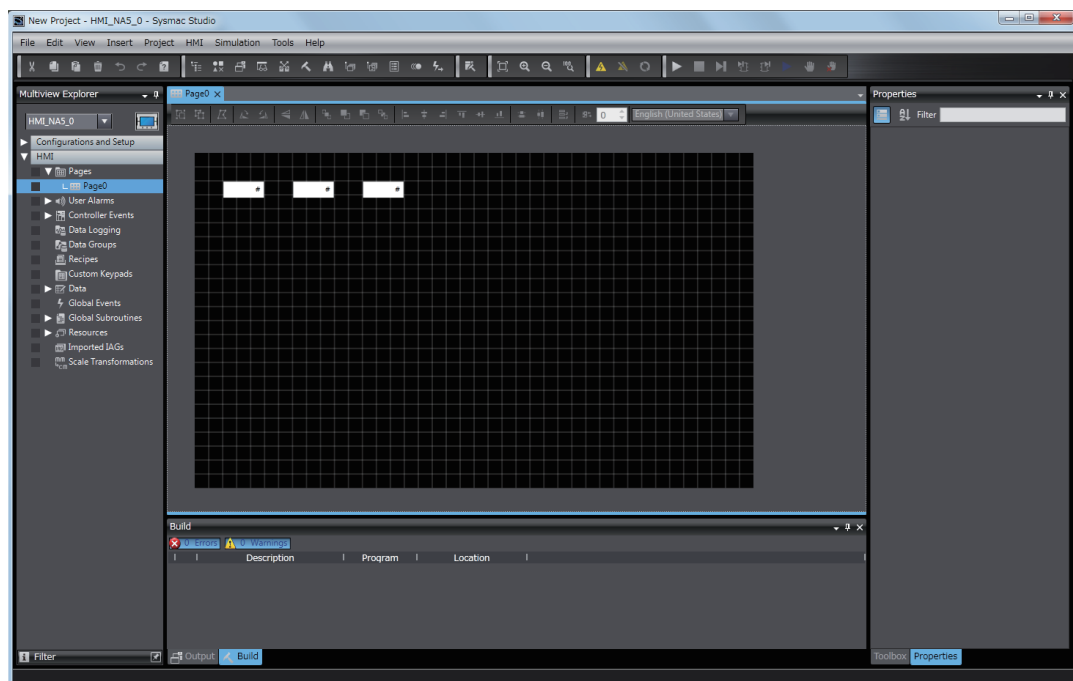 New Project - HMI_NA5_0 - Sysmac Studio
File Edit View Insert Project HMI Simulation Tools Help
Multiview Explorer
HMI_NA5_0
Configurations and Setup
HMI
Pages
Page0
User Alarms
Controller Events
Data Logging
Data Groups
Recipes
Custom Keypads
Data
Global Events
Global Subroutines
Resources
Imported IAGs
Scale Transformations
Filter
Page0
0 English (United States)
# # #
Build
0 Errors 0 Warnings
Description Program Location
Output Build
Properties
Filter
Toolbox Properties